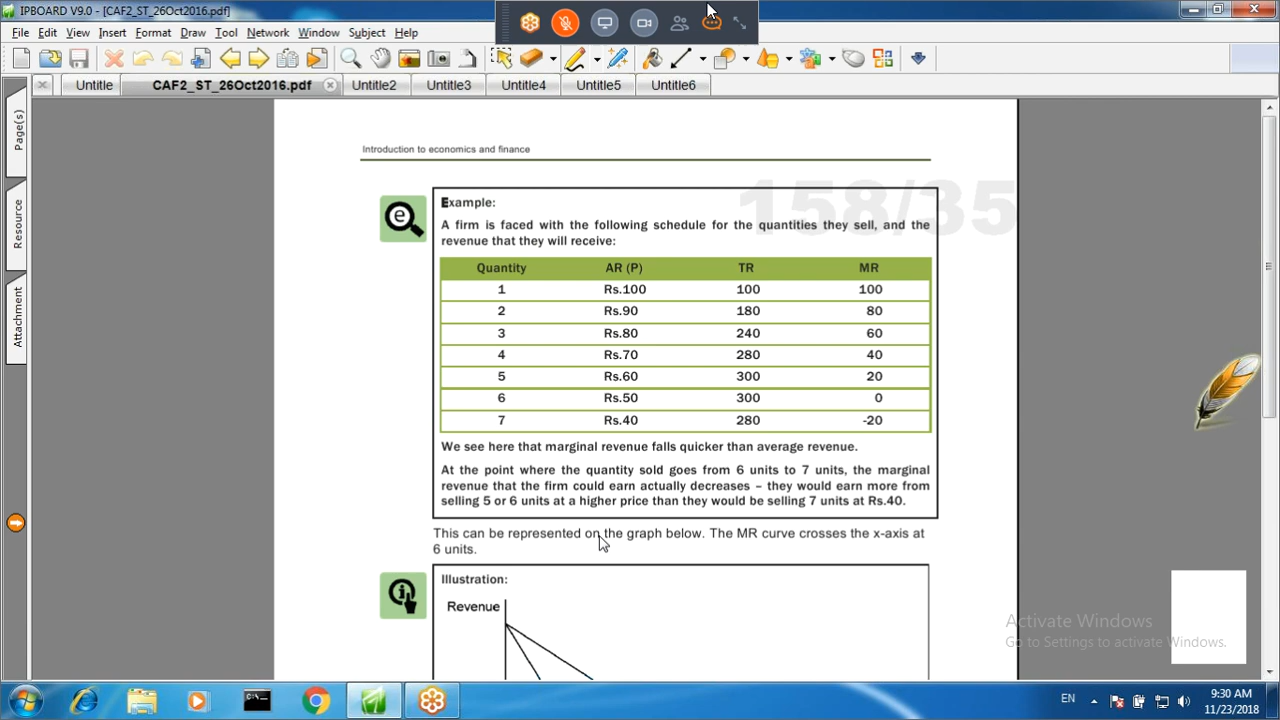 IPBOARD V9.0 - [CAF2_ST_26Oct2016.pdf]
File Edit View Insert Format Draw Tool Network Window Subject Help
Untitle CAF2_ST_26Oct2016.pdf Untitle2 Untitle3 Untitle4 Untitle5 Untitle6
Page(s)
Resource
Attachment
Introduction to economics and finance
158/35
Example:
A firm is faced with the following schedule for the quantities they sell, and the
revenue that they will receive:
Quantity AR (P) TR MR
1 Rs.100 100 100
2 Rs.90 180 80
3 Rs.80 240 60
4 Rs.70 280 40
5 Rs.60 300 20
6 Rs.50 300 0
7 Rs.40 280 -20
We see here that marginal revenue falls quicker than average revenue.
At the point where the quantity sold goes from 6 units to 7 units, the marginal
revenue that the firm could earn actually decreases – they would earn more from
selling 5 or 6 units at a higher price than they would be selling 7 units at Rs.40.
This can be represented on the graph below. The MR curve crosses the x-axis at
6 units.
Illustration:
Revenue
Activate Windows
Go to Settings to activate Windows.
EN
9:30 AM
11/23/2018